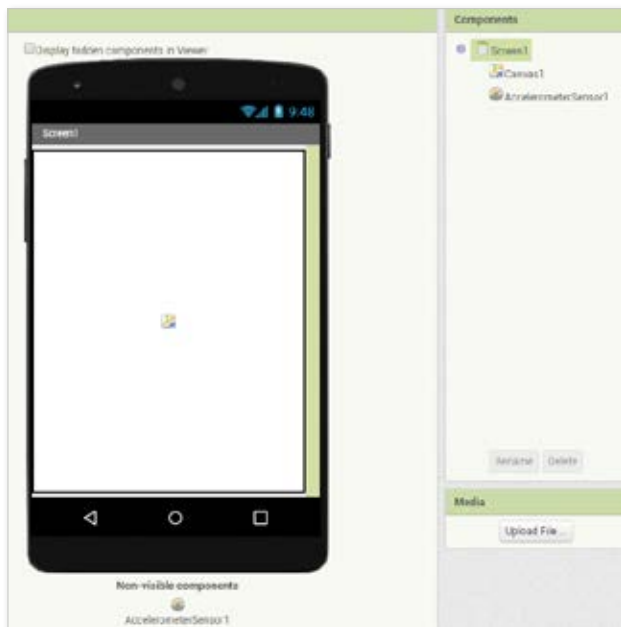 Components
Display hidden components in Viewer
Screen1
Canvas1
AccelerometerSensor1
9:48
Screen1
Rename Delete
Media
Upload File ...
Non-visible components
AccelerometerSensor1